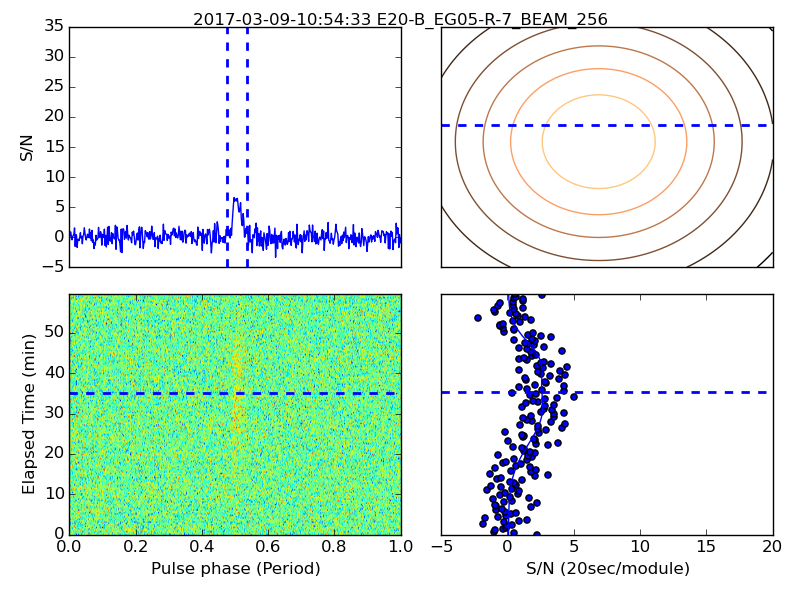 2017-03-09-10:54:33 E20-B_EG05-R-7_BEAM_256
35
30
25
20
15
10
5
0
−5
S/N
50
40
30
20
10
0
Elapsed Time (min)
0.0 0.2 0.4 0.6 0.8 1.0
Pulse phase (Period)
−5 0 5 10 15 20
S/N (20sec/module)